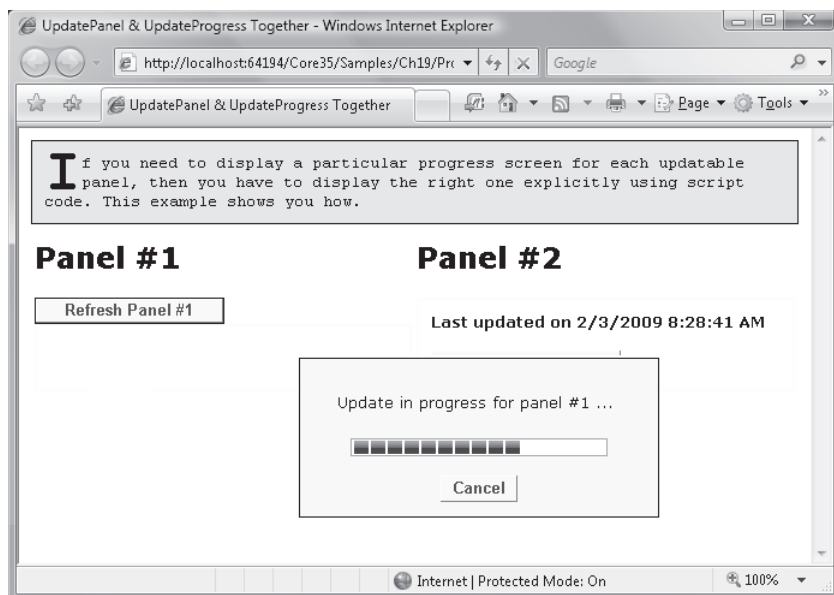 UpdatePanel & UpdateProgress Together - Windows Internet Explorer
http://localhost:64194/Core35/Samples/Ch19/Prc
Google
UpdatePanel & UpdateProgress Together
Page
Tools
If you need to display a particular progress screen for each updatable
panel, then you have to display the right one explicitly using script
code. This example shows you how.
Panel #1
Panel #2
Refresh Panel #1
Last updated on 2/3/2009 8:28:41 AM
Update in progress for panel #1 ...
Cancel
Internet | Protected Mode: On
100%